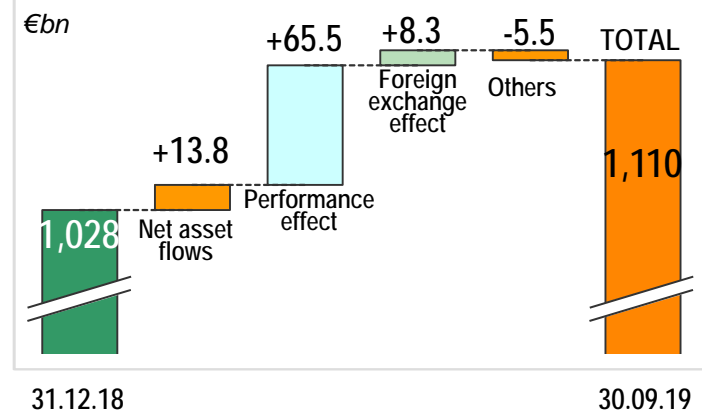 €bn
+65.5
+8.3
-5.5
TOTAL
Foreign
exchange
effect
Others
+13.8
1,110
Performance
effect
1,028
Net asset
flows
31.12.18
30.09.19